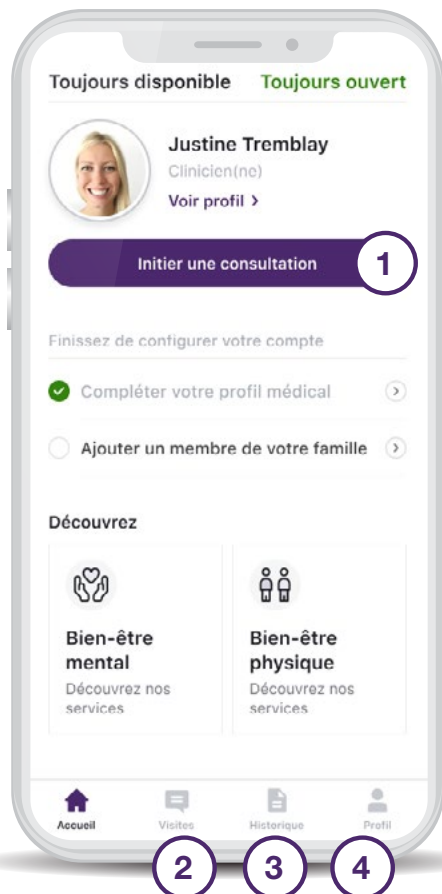 Toujours disponible Toujours ouvert
Justine Tremblay
Clinicien(ne)
Voir profil >
Initier une consultation 1
Finissez de configurer votre compte
Compléter votre profil médical
Ajouter un membre de votre famille
Découvrez
Bien-être mental
Découvrez nos services
Bien-être physique
Découvrez nos services
Accueil Visites Historique Profil
2 3 4